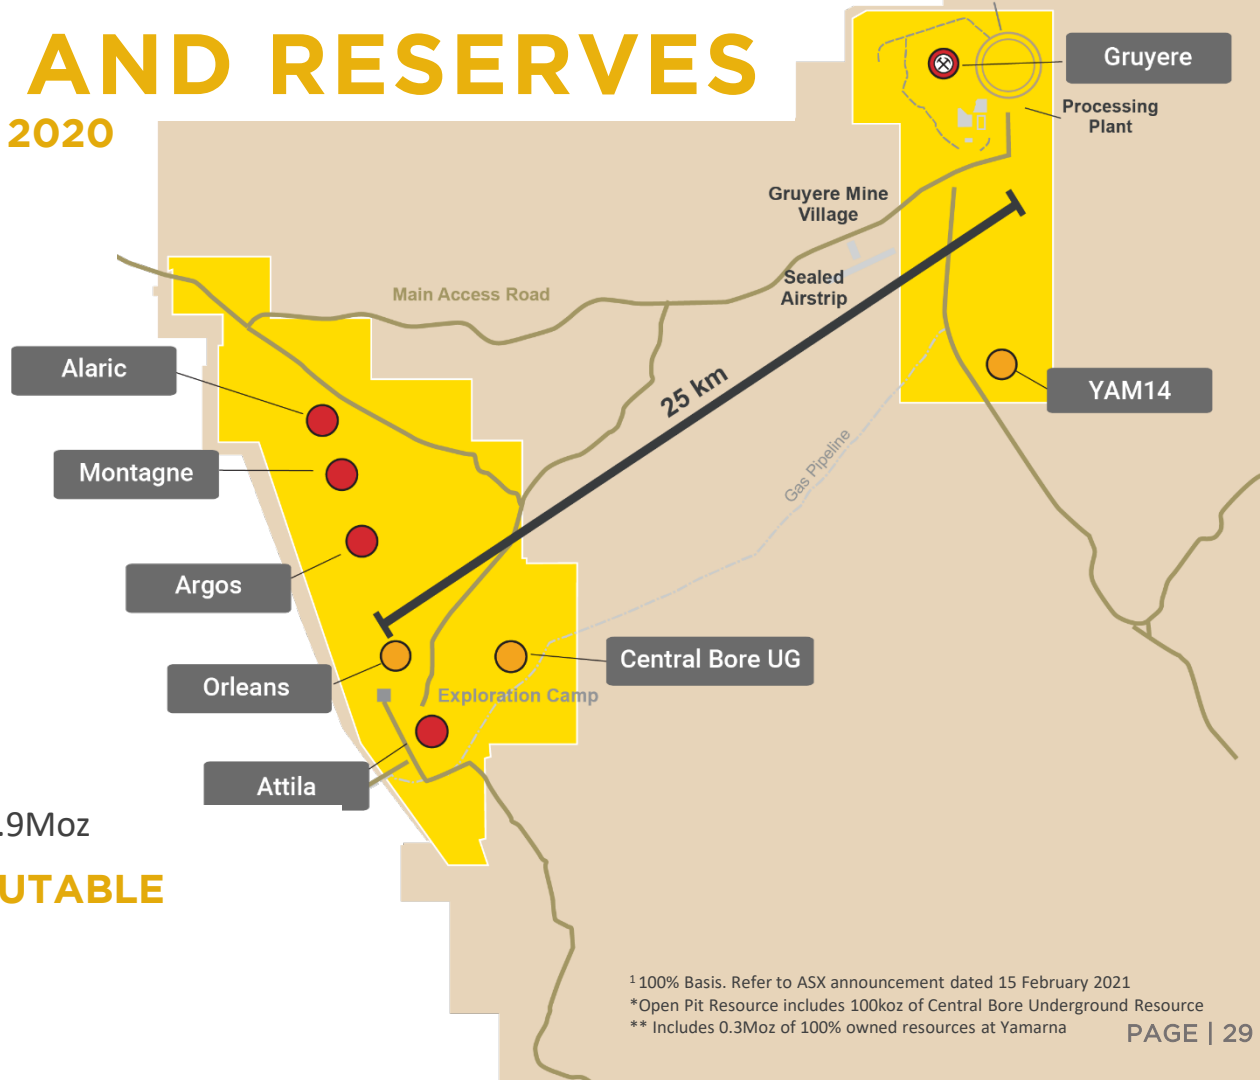 AND RESERVES
2020
Gruyere
Processing
Plant
Gruyere Mine
Village
Sealed
Airstrip
Main Access Road
Alaric
25 km
YAM14
Montagne
Gas Pipeline
Argos
Central Bore UG
Orleans
Exploration Camp
Attila
.9Moz
UTABLE
¹ 100% Basis. Refer to ASX announcement dated 15 February 2021
*Open Pit Resource includes 100koz of Central Bore Underground Resource
** Includes 0.3Moz of 100% owned resources at Yamarna
PAGE | 29